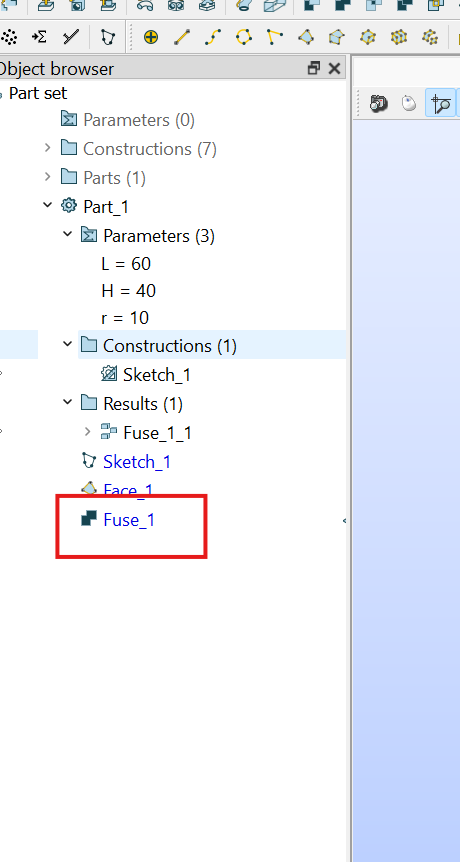 Object browser
Part set
Parameters (0)
Constructions (7)
Parts (1)
Part_1
Parameters (3)
L = 60
H = 40
r = 10
Constructions (1)
Sketch_1
Results (1)
Fuse_1_1
Sketch_1
Face_1
Fuse_1